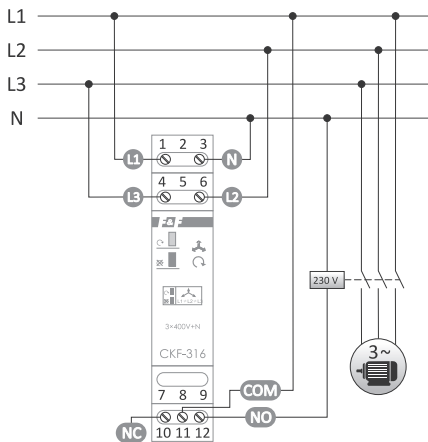 L1
L2
L3
N
1 2 3
L1 N
4 5 6
L3 L2
F&F
3×400V+N
CKF-316
7 8 9
COM
NO
NC
10 11 12
230 V
3~